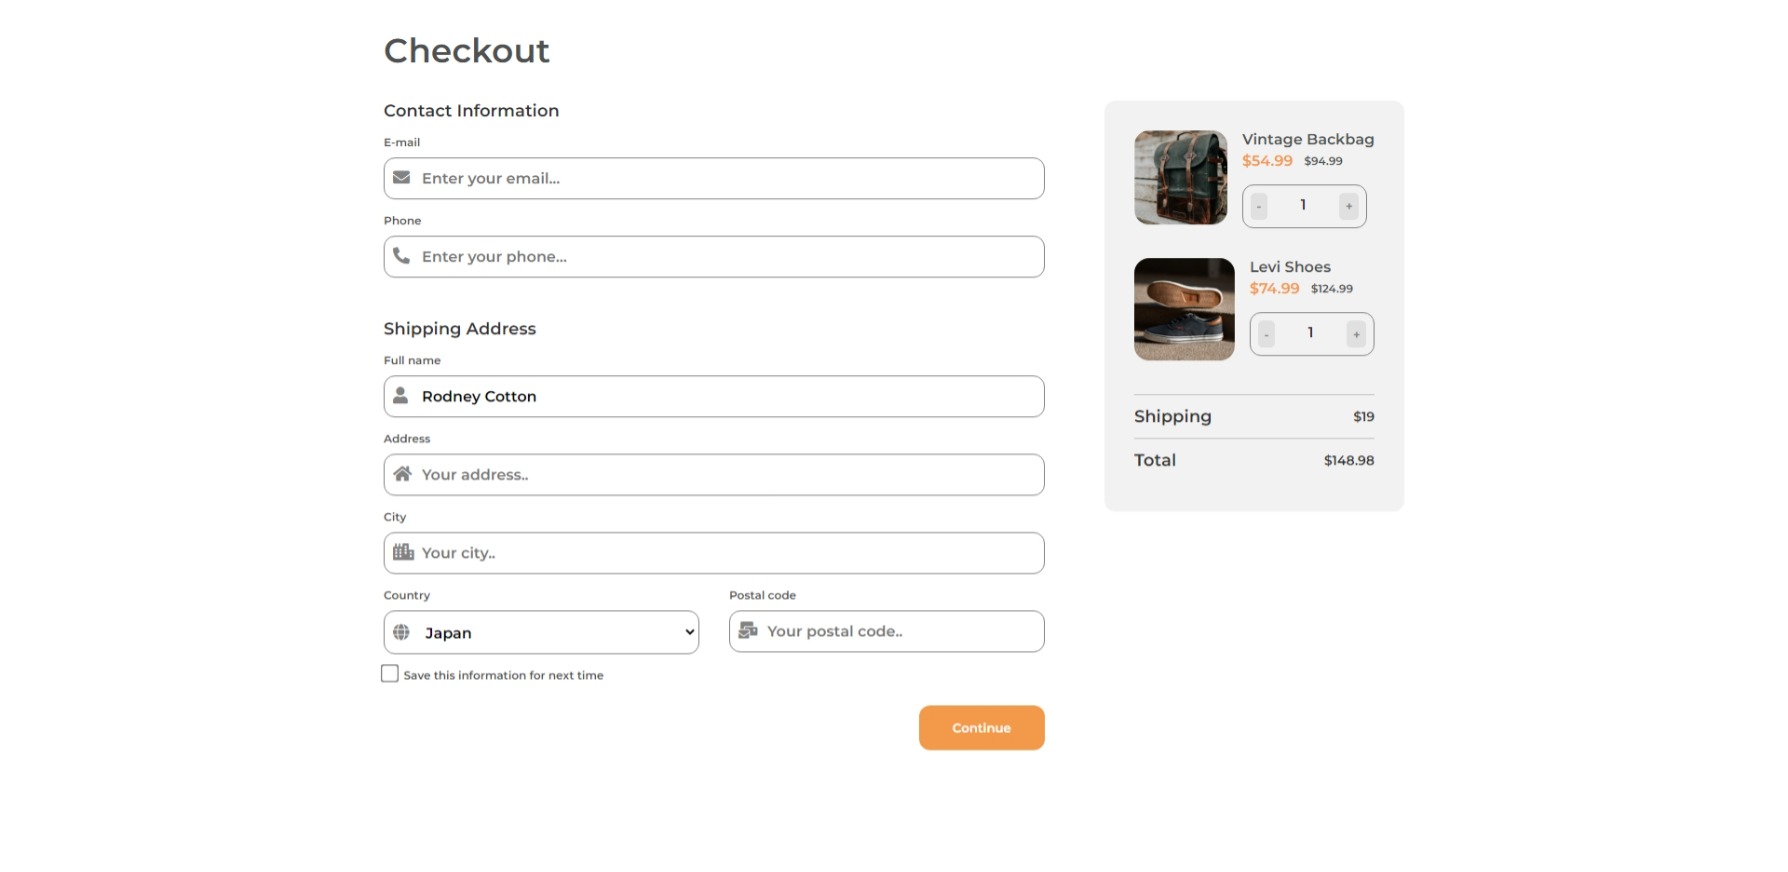 Checkout
Contact Information
E-mail
Enter your email...
Phone
Enter your phone...
Shipping Address
Full name
Rodney Cotton
Address
Your address..
City
Your city..
Country
Postal code
Japan
Your postal code..
Save this information for next time
Continue
Vintage Backbag
$54.99 $94.99
- 1 +
Levi Shoes
$74.99 $124.99
- 1 +
Shipping $19
Total $148.98